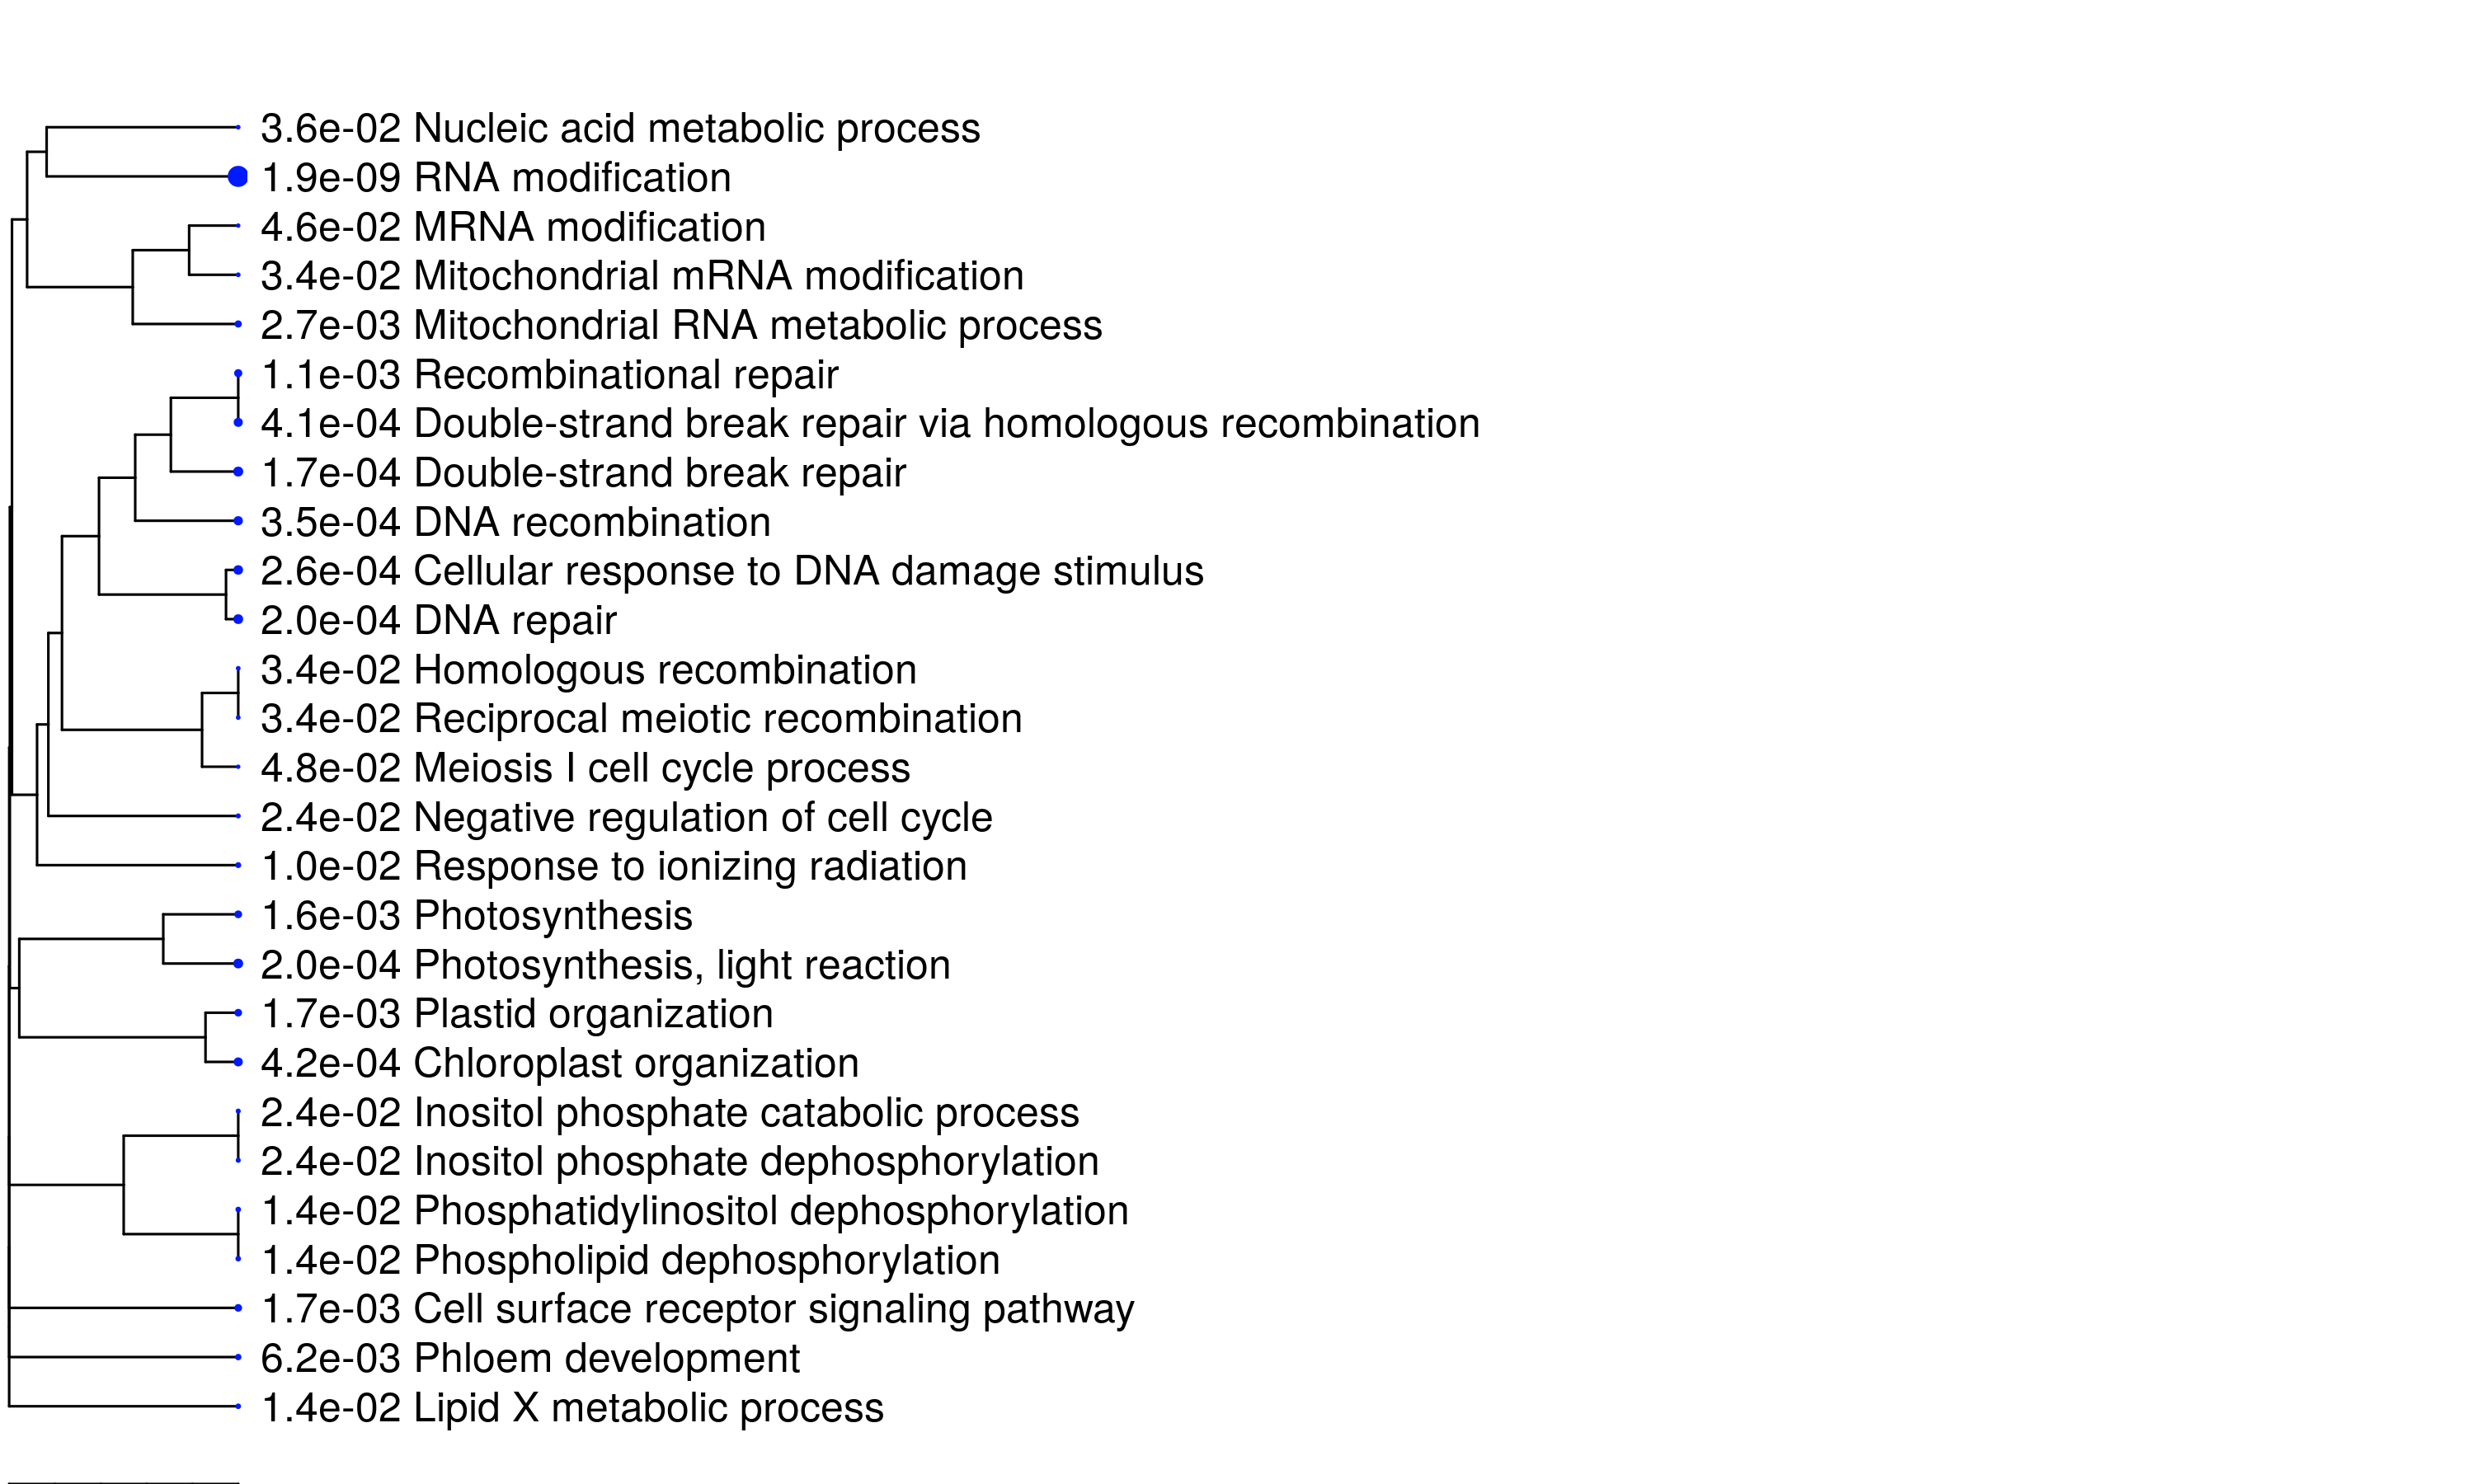 3.6e-02 Nucleic acid metabolic process
1.9e-09 RNA modification
4.6e-02 MRNA modification
3.4e-02 Mitochondrial mRNA modification
2.7e-03 Mitochondrial RNA metabolic process
1.1e-03 Recombinational repair
4.1e-04 Double-strand break repair via homologous recombination
1.7e-04 Double-strand break repair
3.5e-04 DNA recombination
2.6e-04 Cellular response to DNA damage stimulus
2.0e-04 DNA repair
3.4e-02 Homologous recombination
3.4e-02 Reciprocal meiotic recombination
4.8e-02 Meiosis I cell cycle process
2.4e-02 Negative regulation of cell cycle
1.0e-02 Response to ionizing radiation
1.6e-03 Photosynthesis
2.0e-04 Photosynthesis, light reaction
1.7e-03 Plastid organization
4.2e-04 Chloroplast organization
2.4e-02 Inositol phosphate catabolic process
2.4e-02 Inositol phosphate dephosphorylation
1.4e-02 Phosphatidylinositol dephosphorylation
1.4e-02 Phospholipid dephosphorylation
1.7e-03 Cell surface receptor signaling pathway
6.2e-03 Phloem development
1.4e-02 Lipid X metabolic process